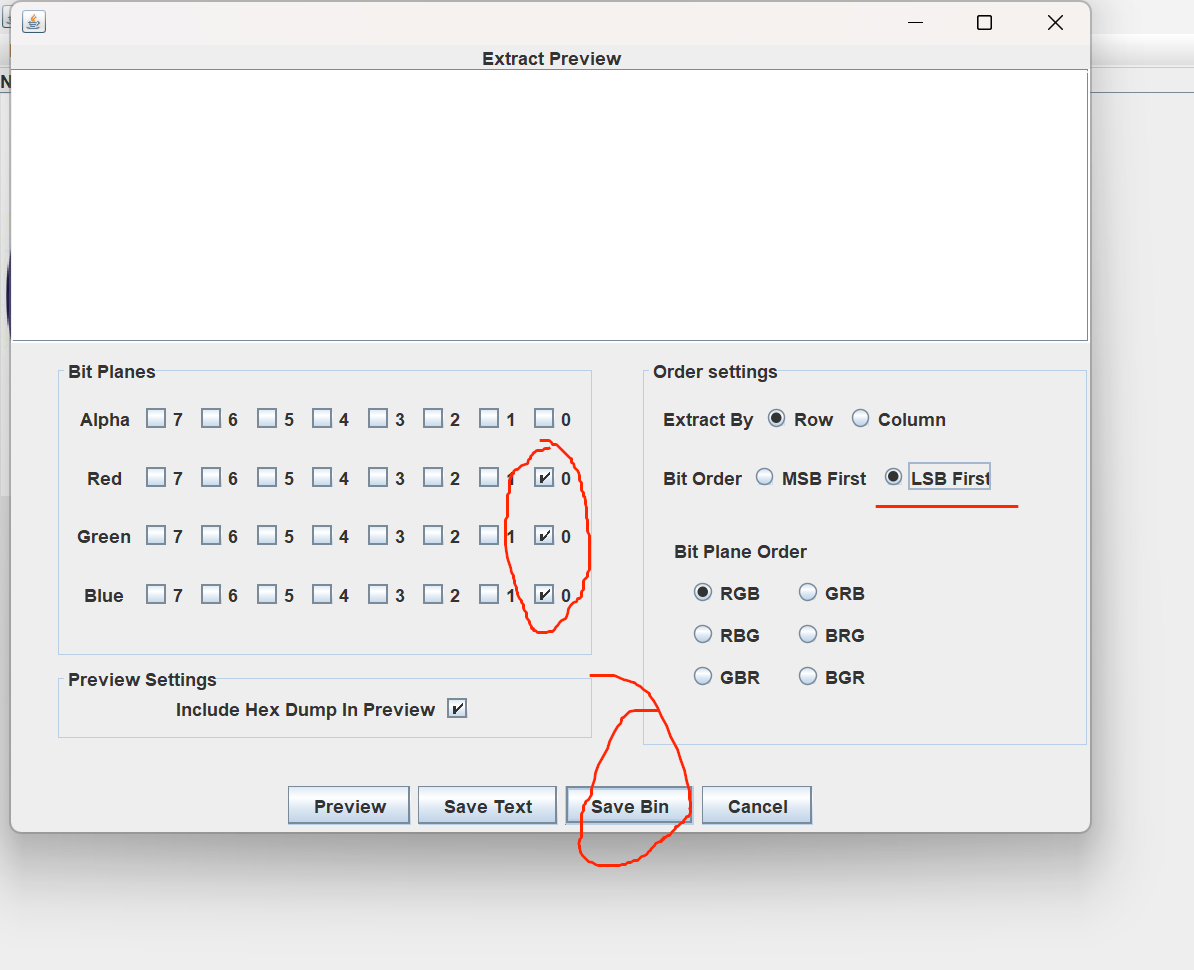 Extract Preview
N
Bit Planes
Alpha 7 6 5 4 3 2 1 0
Red 7 6 5 4 3 2 1 0
Green 7 6 5 4 3 2 1 0
Blue 7 6 5 4 3 2 1 0
Preview Settings
Include Hex Dump In Preview
Order settings
Extract By Row Column
Bit Order MSB First LSB First
Bit Plane Order
RGB GRB
RBG BRG
GBR BGR
Preview Save Text Save Bin Cancel